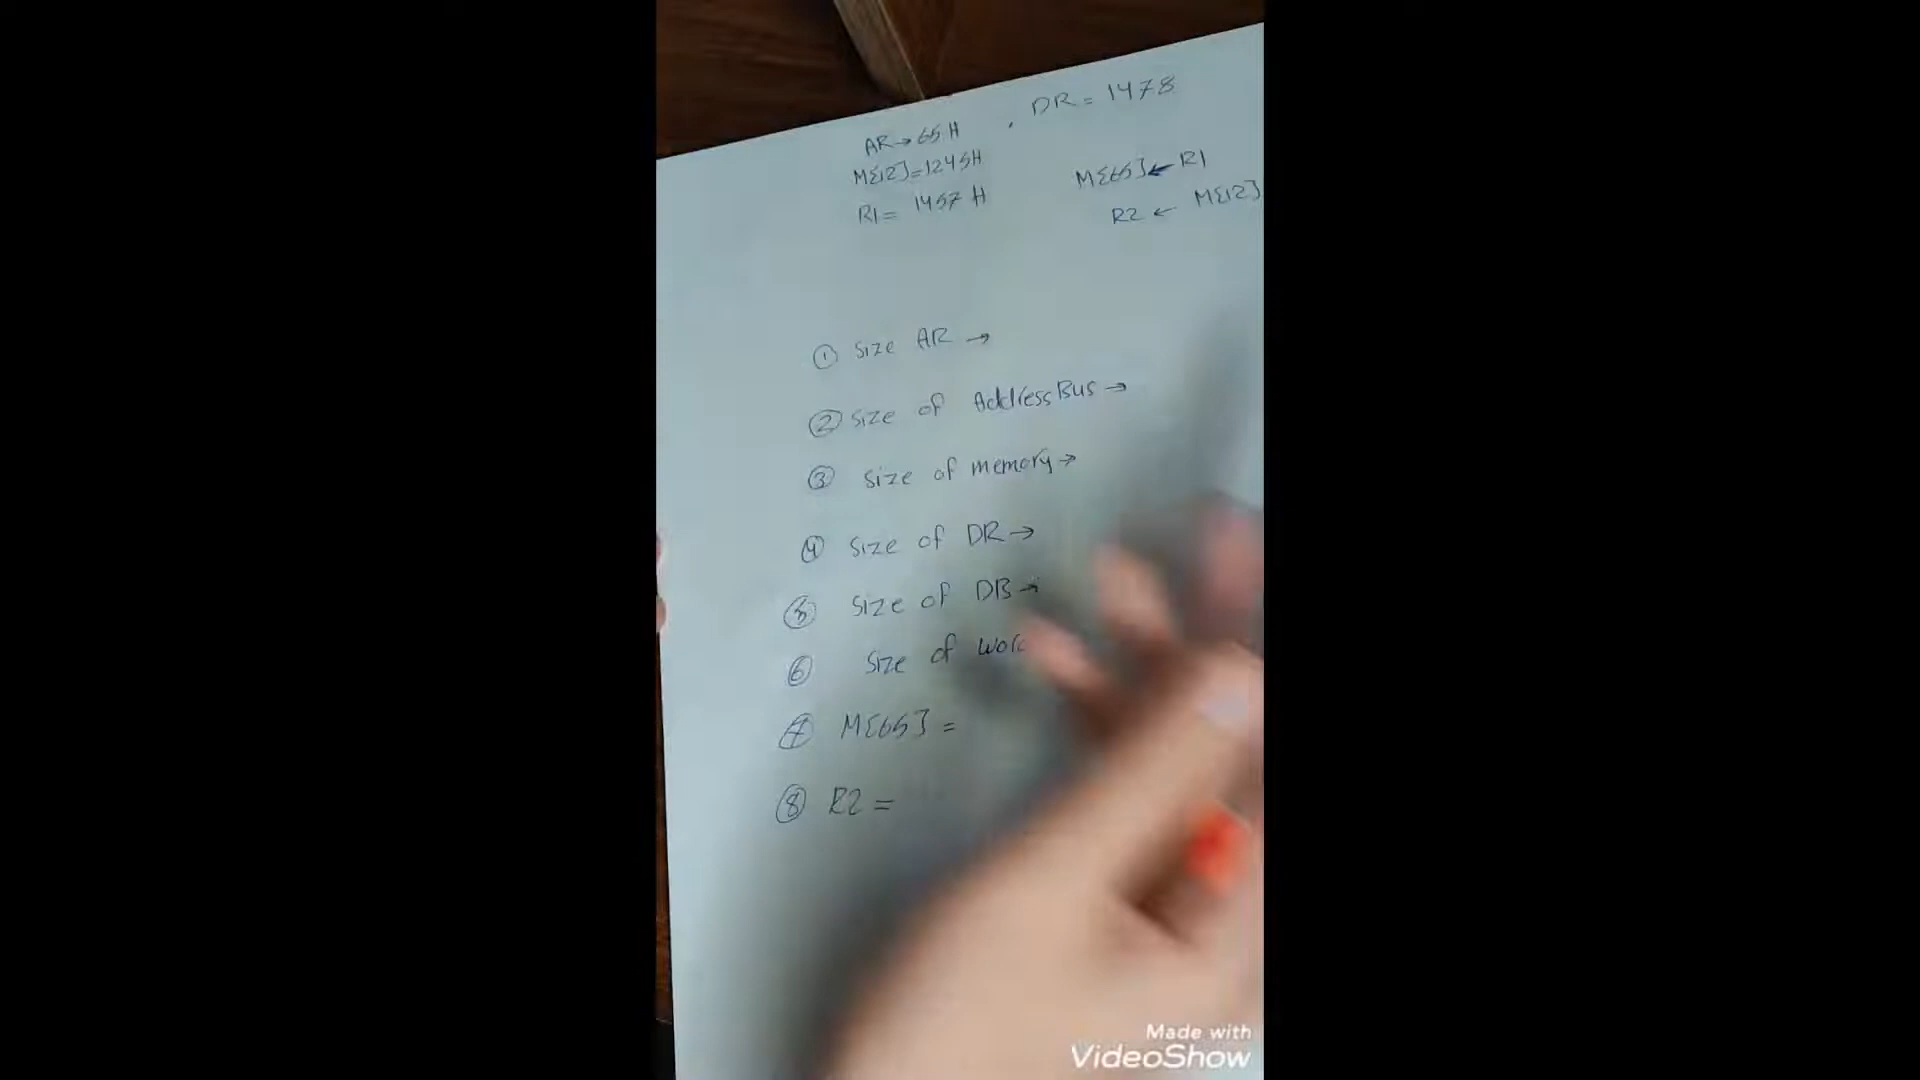 DR = 1478
AR → 65 H
M[12] = 1245H
M[65] ← R1
R1 = 1457 H
R2 ← M[12]
① Size AR →
② Size of Address Bus →
③ Size of memory →
④ Size of DR →
⑤ Size of DB →
⑥ Size of
⑦ M[65] =
⑧ R2 =
Made with
VideoShow